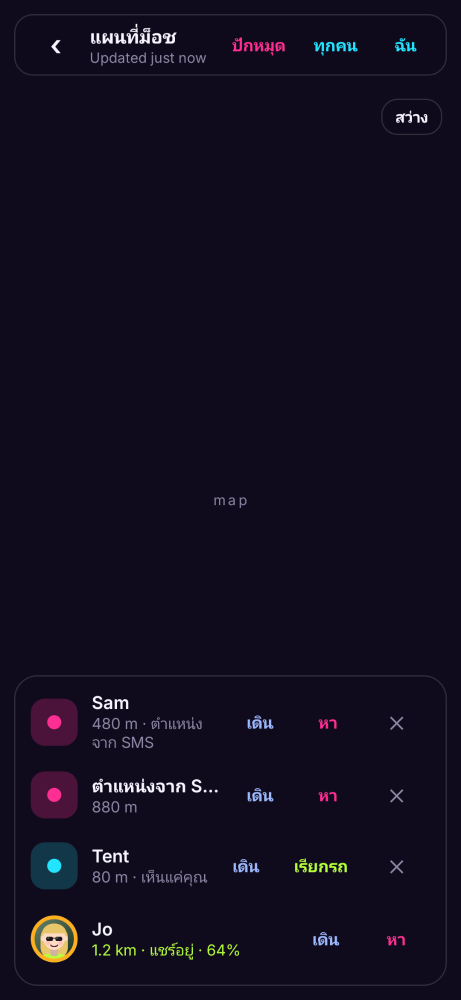 แผนที่ม็อช
Updated just now
ปักหมุด
ทุกคน
ฉัน
สว่าง
map
Sam
480 m · ตำแหน่ง
จาก SMS
เดิน
หา
ตำแหน่งจาก S...
880 m
เดิน
หา
Tent
80 m · เห็นแค่คุณ
เดิน
เรียกรถ
Jo
1.2 km · แชร์อยู่ · 64%
เดิน
หา